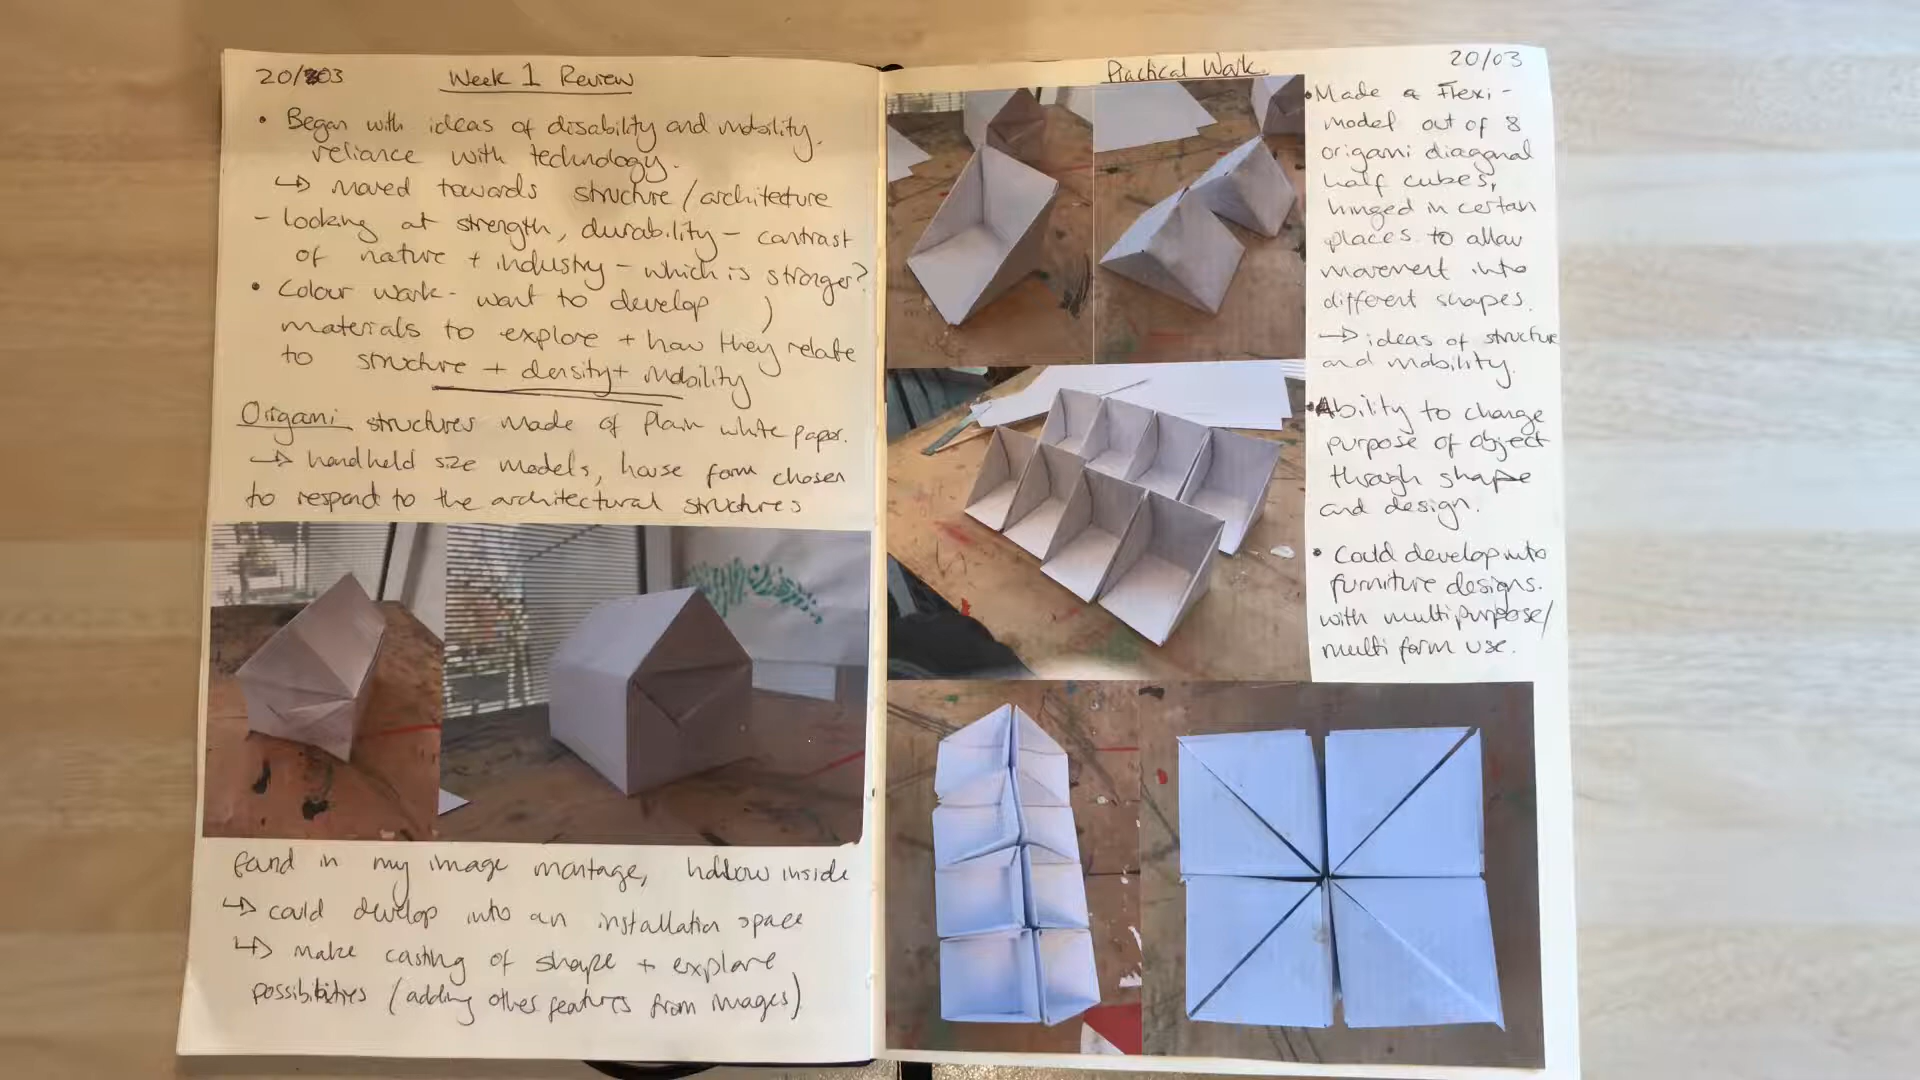 20/303
Week 1 Review
• Began with ideas of disability and mobility.
reliance with technology.
↳ moved towards structure/architecture
- looking at strength, durability - contrast
of nature + industry - which is stronger?
• Colour work - want to develop
materials to explore + how they relate
to structure + density + mobility
Origami structures made of plain white paper.
↳ handheld size models, house form chosen
to respond to the architectural structures
found in my image montage, hollow inside
↳ could develop into an installation space
↳ make casting of shape + explore
possibilities (adding other features from images)
Practical Work.
20/03
• Made a Flexi-
model out of 8
origami diagonal
half cubes,
hinged in certan
places to allow
movement into
different shapes.
→ ideas of structure
and mobility.
• Ability to change
purpose of object
through shape
and design.
• Could develop into
furniture designs.
with multipurpose/
multi form use.